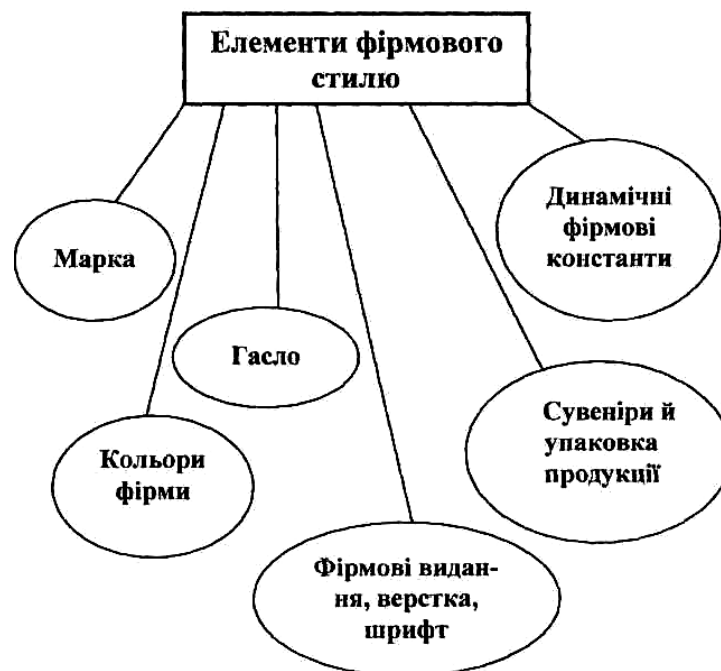 Елементи фірмового
стилю
Марка
Динамічні
фірмові
константи
Гасло
Кольори
фірми
Сувеніри й
упаковка
продукції
Фірмові видан-
ня, верстка,
шрифт